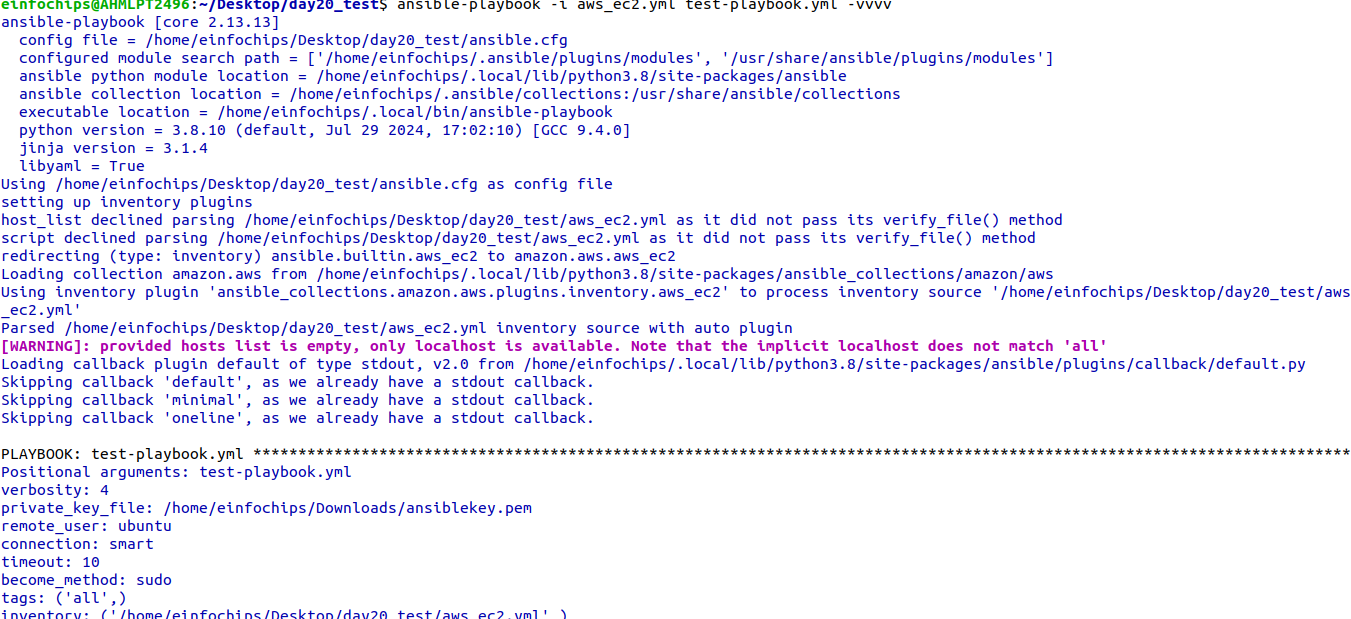 einfochips@AHMLPT2496:~/Desktop/day20_test$ ansible-playbook -i aws_ec2.yml test-playbook.yml -vvvv
ansible-playbook [core 2.13.13]
  config file = /home/einfochips/Desktop/day20_test/ansible.cfg
  configured module search path = ['/home/einfochips/.ansible/plugins/modules', '/usr/share/ansible/plugins/modules']
  ansible python module location = /home/einfochips/.local/lib/python3.8/site-packages/ansible
  ansible collection location = /home/einfochips/.ansible/collections:/usr/share/ansible/collections
  executable location = /home/einfochips/.local/bin/ansible-playbook
  python version = 3.8.10 (default, Jul 29 2024, 17:02:10) [GCC 9.4.0]
  jinja version = 3.1.4
  libyaml = True
Using /home/einfochips/Desktop/day20_test/ansible.cfg as config file
setting up inventory plugins
host_list declined parsing /home/einfochips/Desktop/day20_test/aws_ec2.yml as it did not pass its verify_file() method
script declined parsing /home/einfochips/Desktop/day20_test/aws_ec2.yml as it did not pass its verify_file() method
redirecting (type: inventory) ansible.builtin.aws_ec2 to amazon.aws.aws_ec2
Loading collection amazon.aws from /home/einfochips/.local/lib/python3.8/site-packages/ansible_collections/amazon/aws
Using inventory plugin 'ansible_collections.amazon.aws.plugins.inventory.aws_ec2' to process inventory source '/home/einfochips/Desktop/day20_test/aws
_ec2.yml'
Parsed /home/einfochips/Desktop/day20_test/aws_ec2.yml inventory source with auto plugin
[WARNING]: provided hosts list is empty, only localhost is available. Note that the implicit localhost does not match 'all'
Loading callback plugin default of type stdout, v2.0 from /home/einfochips/.local/lib/python3.8/site-packages/ansible/plugins/callback/default.py
Skipping callback 'default', as we already have a stdout callback.
Skipping callback 'minimal', as we already have a stdout callback.
Skipping callback 'oneline', as we already have a stdout callback.
PLAYBOOK: test-playbook.yml **************************************************************************************************************************
Positional arguments: test-playbook.yml
verbosity: 4
private_key_file: /home/einfochips/Downloads/ansiblekey.pem
remote_user: ubuntu
connection: smart
timeout: 10
become_method: sudo
tags: ('all',)
inventory: ('/home/einfochips/Desktop/day20_test/aws_ec2.yml',)